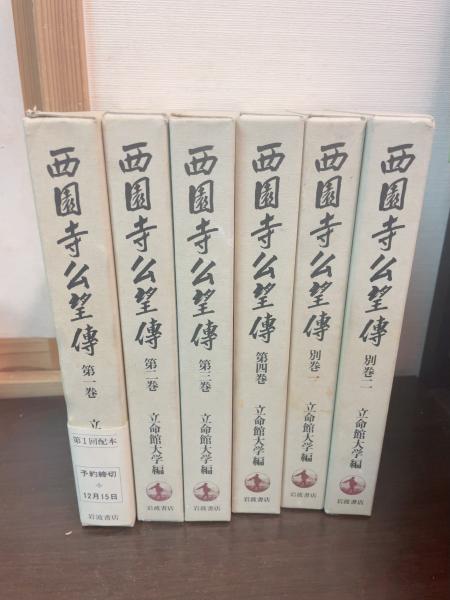 西園寺公望傳
第一巻
立
第1回配本
予約締切
12月15日
岩波書店
西園寺公望傳
第二巻
立命館大学編
岩波書店
西園寺公望傳
第三巻
立命館大学編
岩波書店
西園寺公望傳
第四巻
立命館大学編
岩波書店
西園寺公望傳
別巻一
立命館大学編
岩波書店
西園寺公望傳
別巻二
立命館大学編
岩波書店